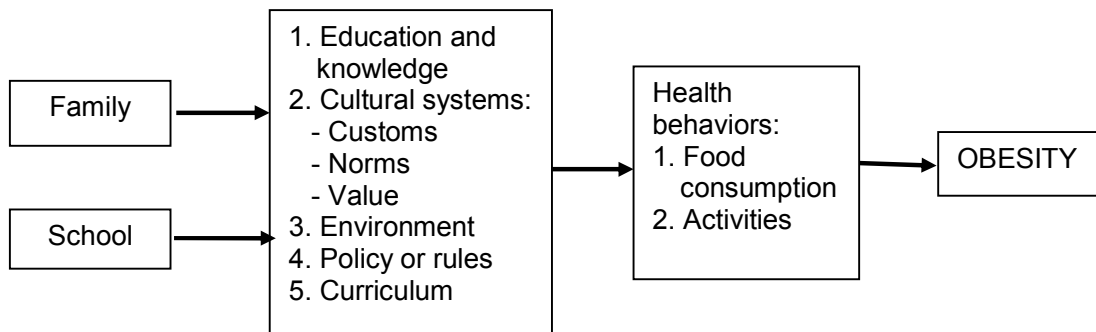 Family
School
1. Education and
knowledge
2. Cultural systems:
- Customs
- Norms
- Value
3. Environment
4. Policy or rules
5. Curriculum
Health
behaviors:
1. Food
consumption
2. Activities
OBESITY